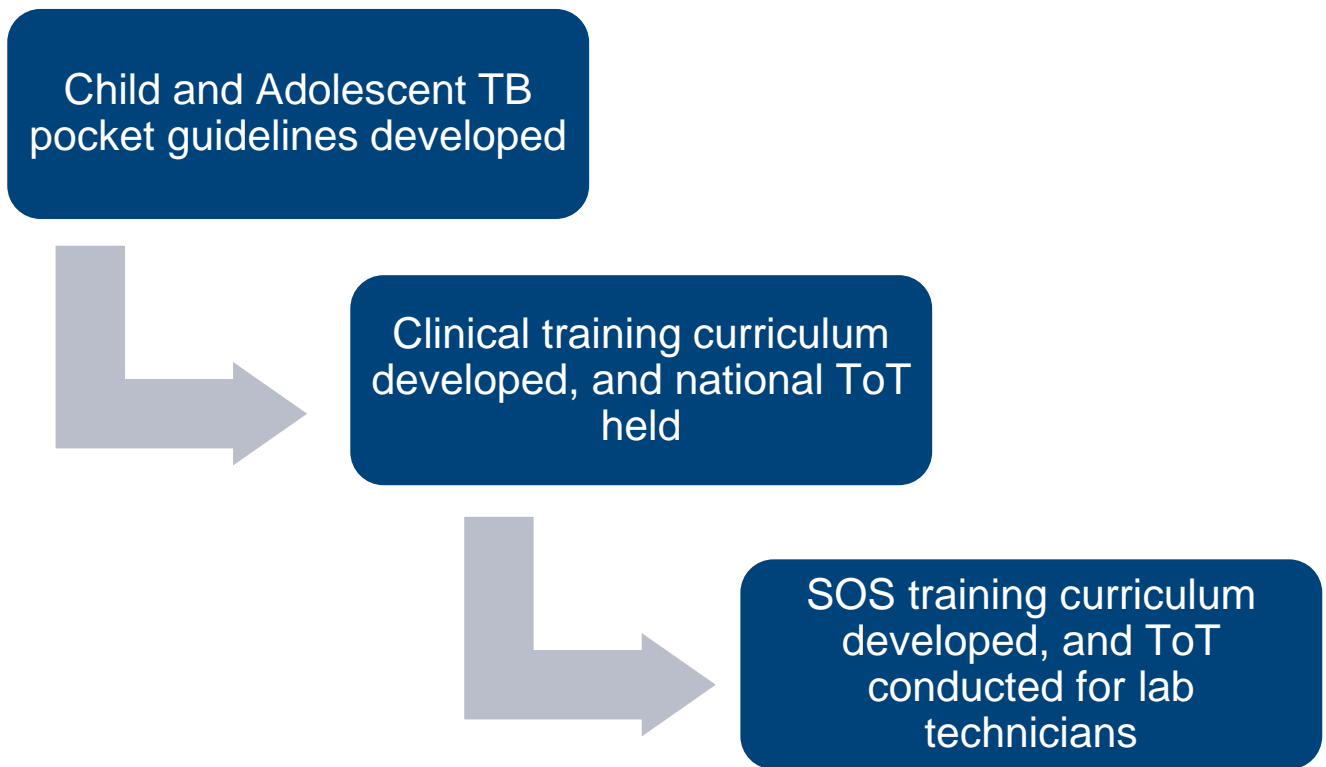 Child and Adolescent TB
pocket guidelines developed
Clinical training curriculum
developed, and national ToT
held
SOS training curriculum
developed, and ToT
conducted for lab
technicians